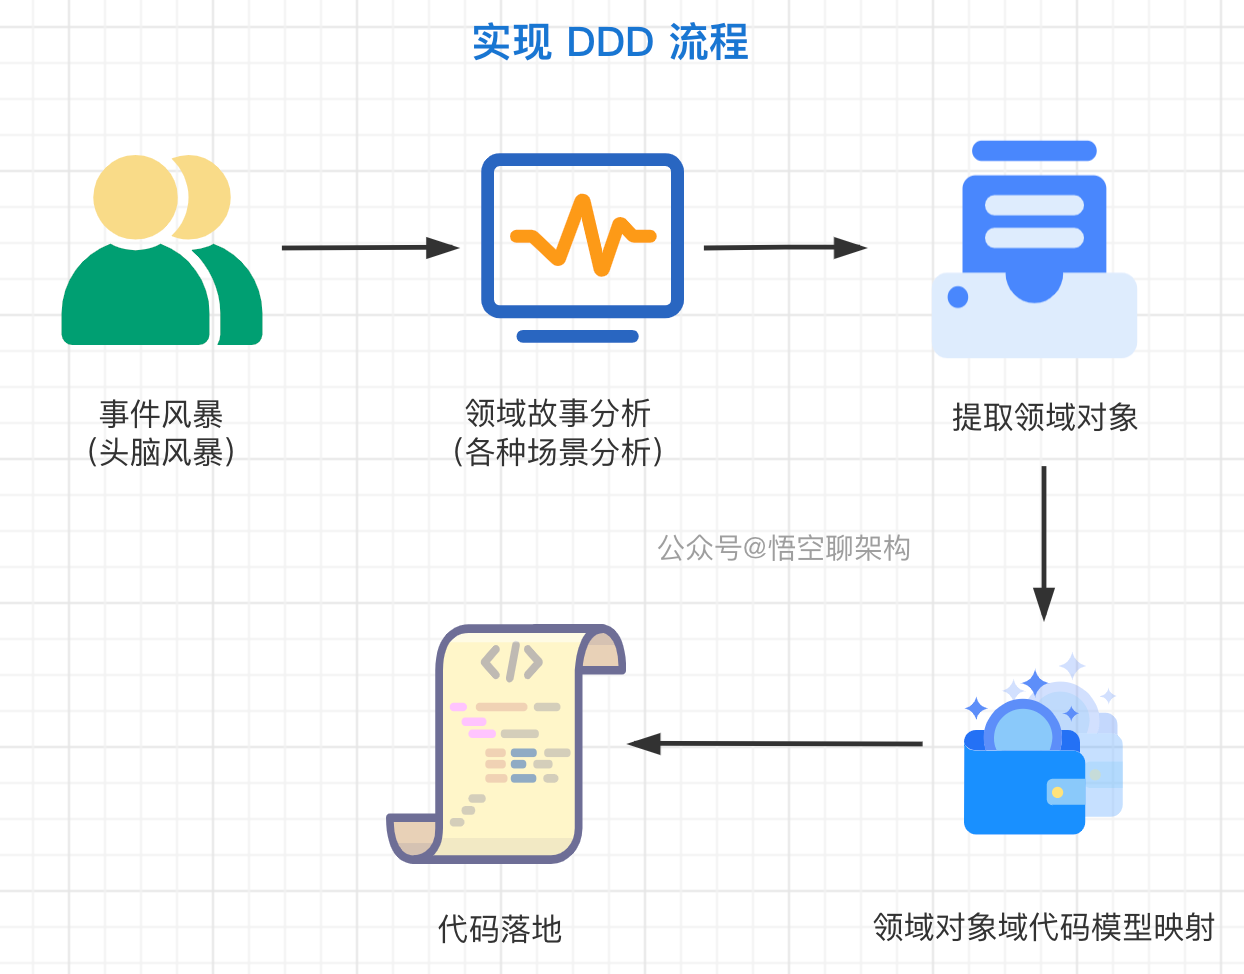 实现 DDD 流程
事件风暴
（头脑风暴）
领域故事分析
（各种场景分析）
提取领域对象
公众号@悟空聊架构
代码落地
领域对象域代码模型映射